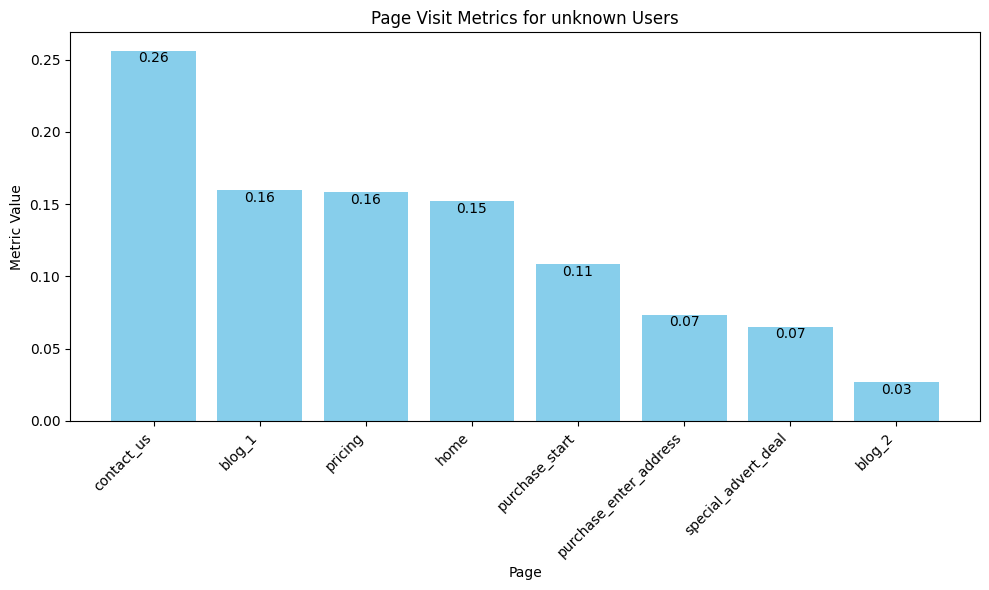 Page Visit Metrics for unknown Users
Metric Value
0.25
0.20
0.15
0.10
0.05
0.00
0.26
0.16
0.16
0.15
0.11
0.07
0.07
0.03
contact_us
blog_1
pricing
home
purchase_start
purchase_enter_address
special_advert_deal
blog_2
Page